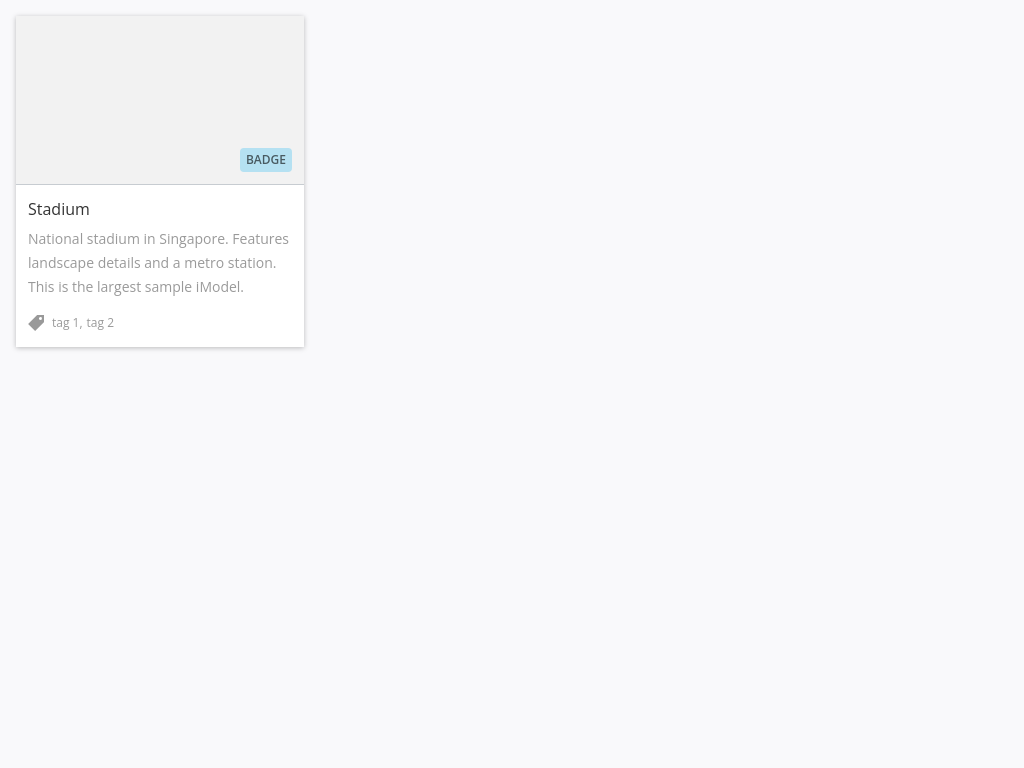 BADGE
Stadium
National stadium in Singapore. Features
landscape details and a metro station.
This is the largest sample iModel.
tag 1, tag 2